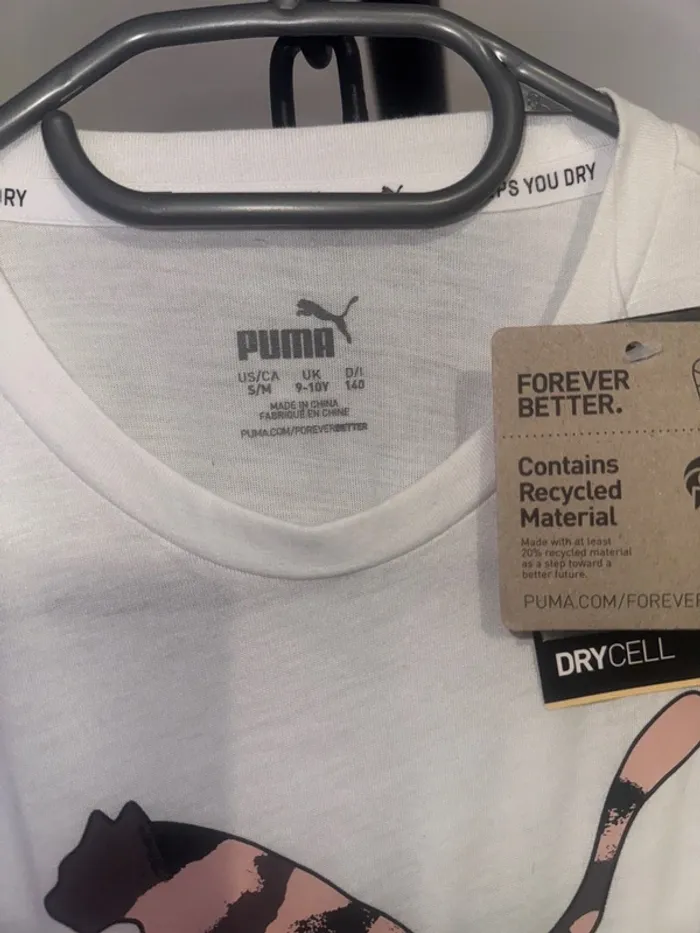 RY
PS YOU DRY
PUMA
US/CA UK D/I
S/M 9-10Y 140
MADE IN CHINA
FABRIQUÉ EN CHINE
PUMA.COM/FOREVERBETTER
FOREVER
BETTER.
Contains
Recycled
Material
Made with at least
20% recycled material
as a step toward a
better future.
PUMA.COM/FOREVER
DRYCELL